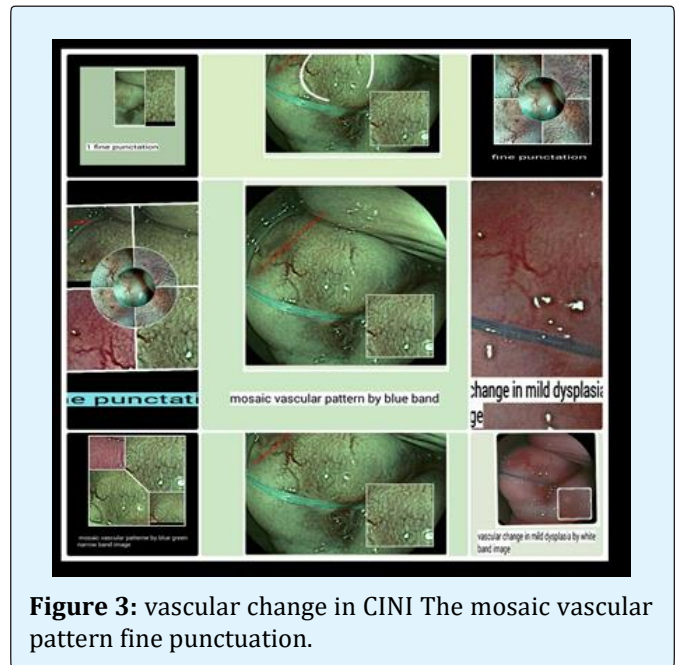 1 fine punctation
fine punctation
ne punctati
mosaic vascular pattern by blue band
change in mild dysplasia
ge
mosaic vascular patterne by blue green
narrow band image
vascular change in mild dysplasia by white
band image
Figure 3: vascular change in CINI The mosaic vascular
pattern fine punctuation.